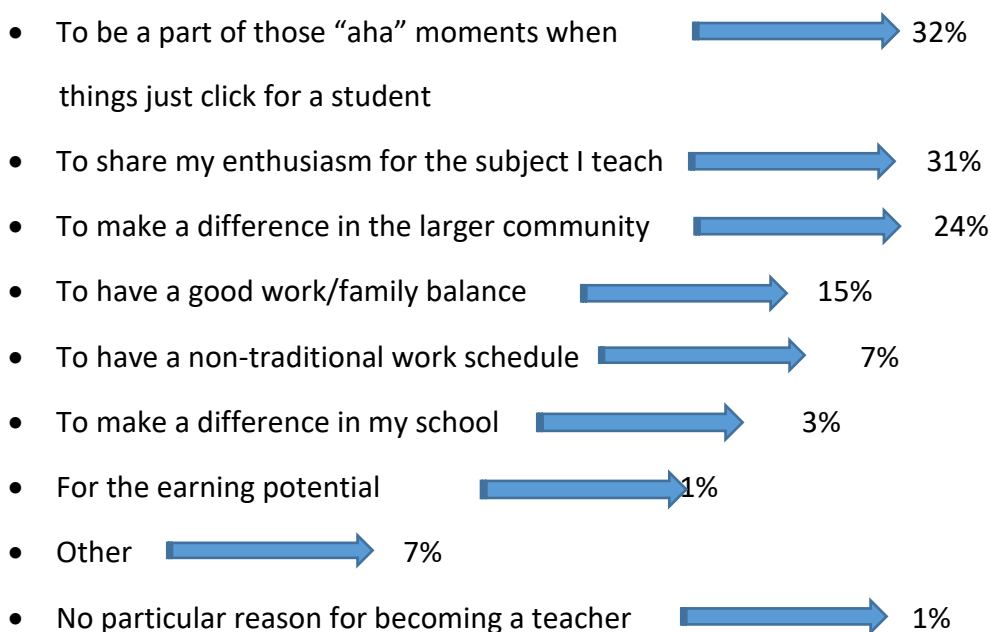 • To be a part of those “aha” moments when 32%
things just click for a student
• To share my enthusiasm for the subject I teach 31%
• To make a difference in the larger community 24%
• To have a good work/family balance 15%
• To have a non-traditional work schedule 7%
• To make a difference in my school 3%
• For the earning potential 1%
• Other 7%
• No particular reason for becoming a teacher 1%